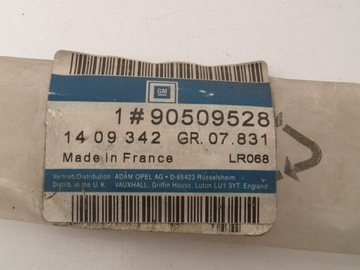 GM
1#90509528
14 09 342 GR. 07.831
Made in France LR068
Vertrieb/Distribution ADAM OPEL AG • D-65423 Rüsselsheim
Distrib. in the U. K. VAUXHALL, Griffin House, Luton LU1 3YT England